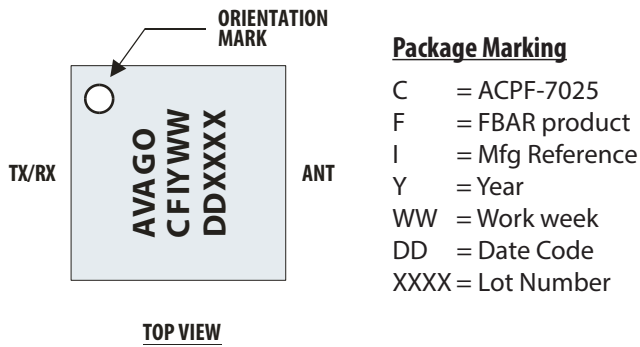 ORIENTATION
MARK
TX/RX
AVAGO
CFIYWW
DDXXXX
ANT
TOP VIEW
Package Marking
C = ACPF-7025
F = FBAR product
I = Mfg Reference
Y = Year
WW = Work week
DD = Date Code
XXXX = Lot Number